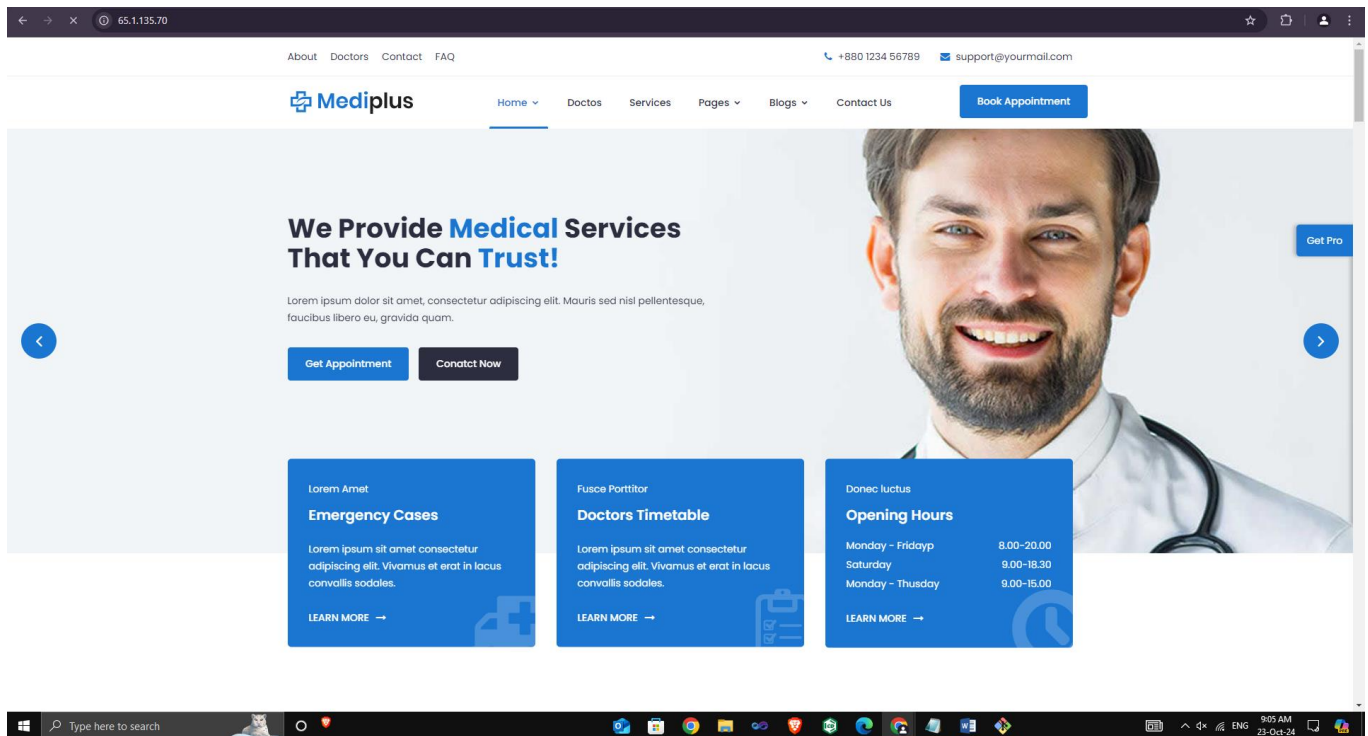 65.1.135.70
About Doctors Contact FAQ
+880 1234 56789 support@yourmail.com
Mediplus
Home Doctos Services Pages Blogs Contact Us
Book Appointment
We Provide Medical Services
That You Can Trust!
Get Pro
Lorem ipsum dolor sit amet, consectetur adipiscing elit. Mauris sed nisl pellentesque,
faucibus libero eu, gravida quam.
Get Appointment Conatct Now
Lorem Amet
Emergency Cases
Lorem ipsum sit amet consectetur
adipiscing elit. Vivamus et erat in lacus
convallis sodales.
LEARN MORE →
Fusce Porttitor
Doctors Timetable
Lorem ipsum sit amet consectetur
adipiscing elit. Vivamus et erat in lacus
convallis sodales.
LEARN MORE →
Donec luctus
Opening Hours
Monday - Fridayp 8.00-20.00
Saturday 9.00-18.30
Monday - Thusday 9.00-15.00
LEARN MORE →
Type here to search
ENG
9:05 AM
23-Oct-24